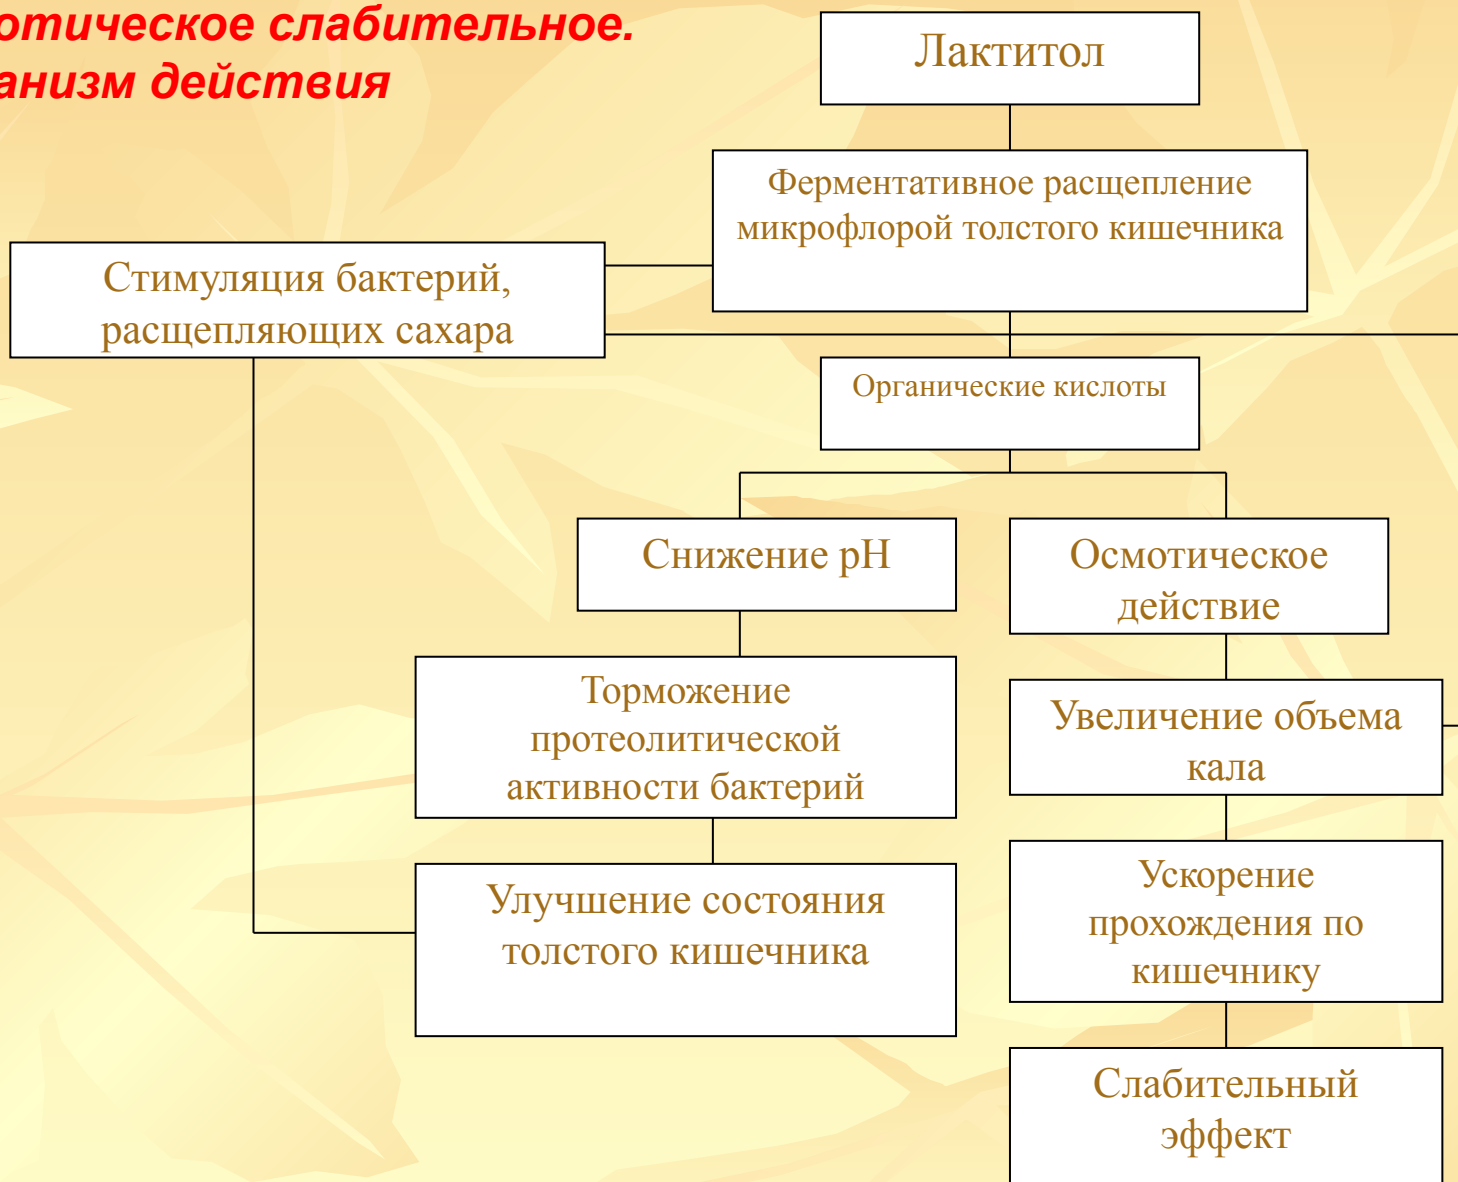 отическое слабительное.
анизм действия
Лактитол
Ферментативное расщепление
микрофлорой толстого кишечника
Стимуляция бактерий,
расщепляющих сахара
Органические кислоты
Снижение pH
Осмотическое
действие
Торможение
протеолитической
активности бактерий
Увеличение объема
кала
Улучшение состояния
толстого кишечника
Ускорение
прохождения по
кишечнику
Слабительный
эффект